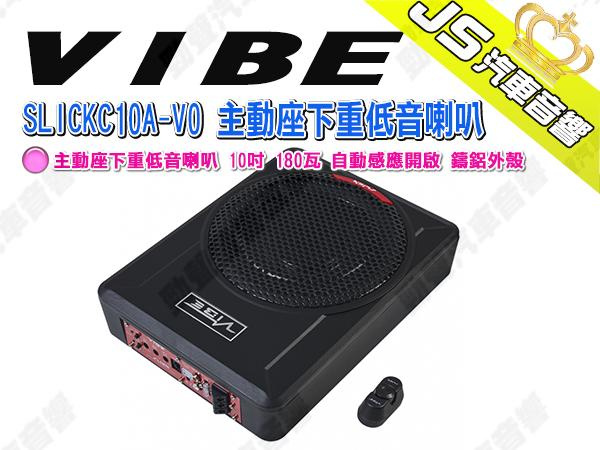 VIBE
JS汽車音響
SLICKC10A-V0 主動座下重低音喇叭
主動座下重低音喇叭 10吋 180瓦 自動感應開啟 鑄鋁外殼
VIBE